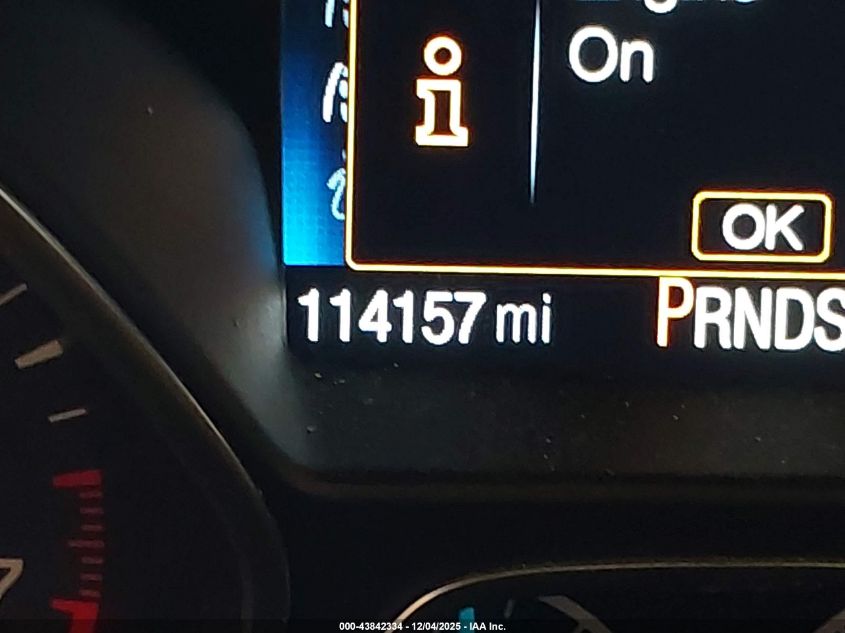 On
OK
114157 mi
PRNDS
000-43842334 - 12/04/2025 - IAA Inc.